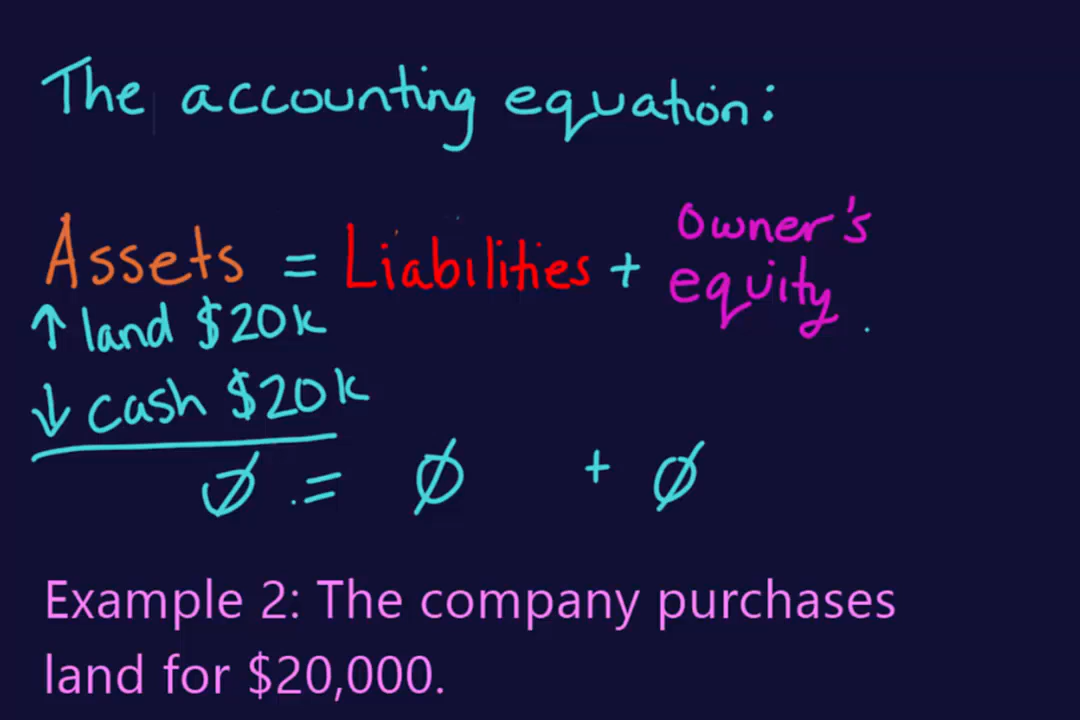 The accounting equation:
Assets = Liabilities + Owner's equity
↑ land $20k
↓ cash $20k
∅ = ∅ + ∅
Example 2: The company purchases
land for $20,000.